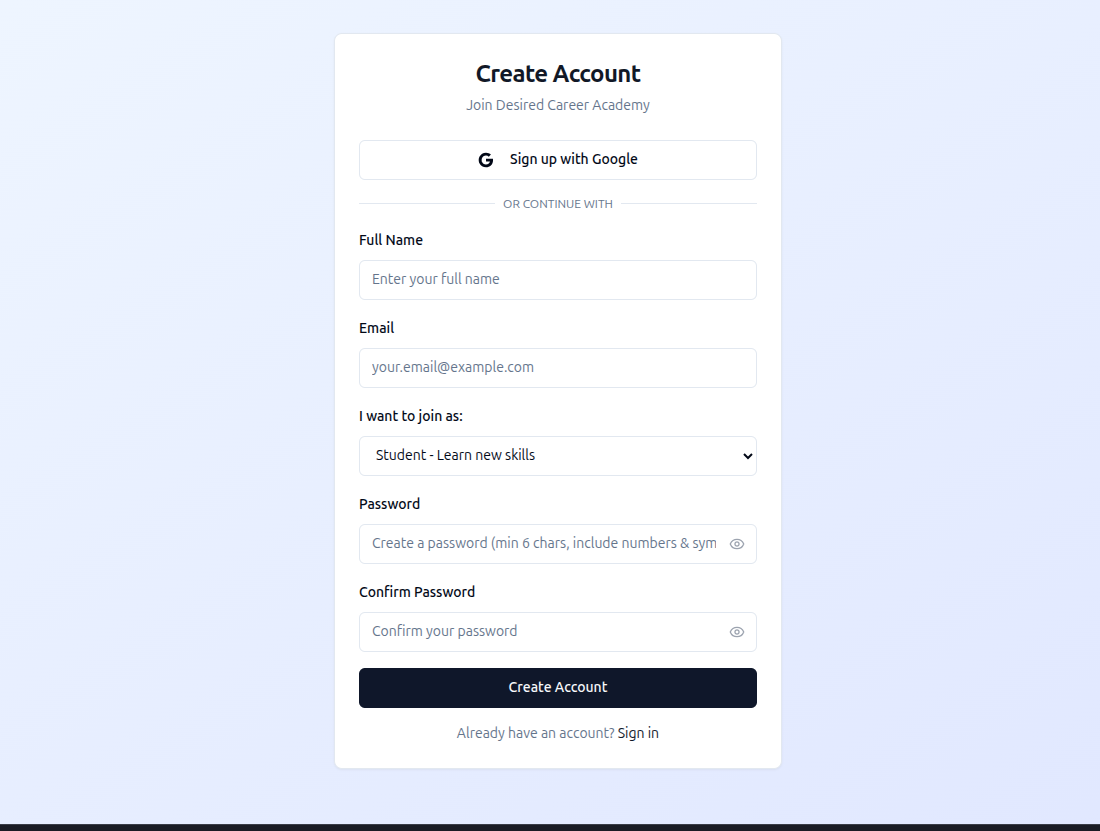 Create Account
Join Desired Career Academy
Sign up with Google
OR CONTINUE WITH
Full Name
Enter your full name
Email
your.email@example.com
I want to join as:
Student - Learn new skills
Password
Create a password (min 6 chars, include numbers & sym
Confirm Password
Confirm your password
Create Account
Already have an account? Sign in